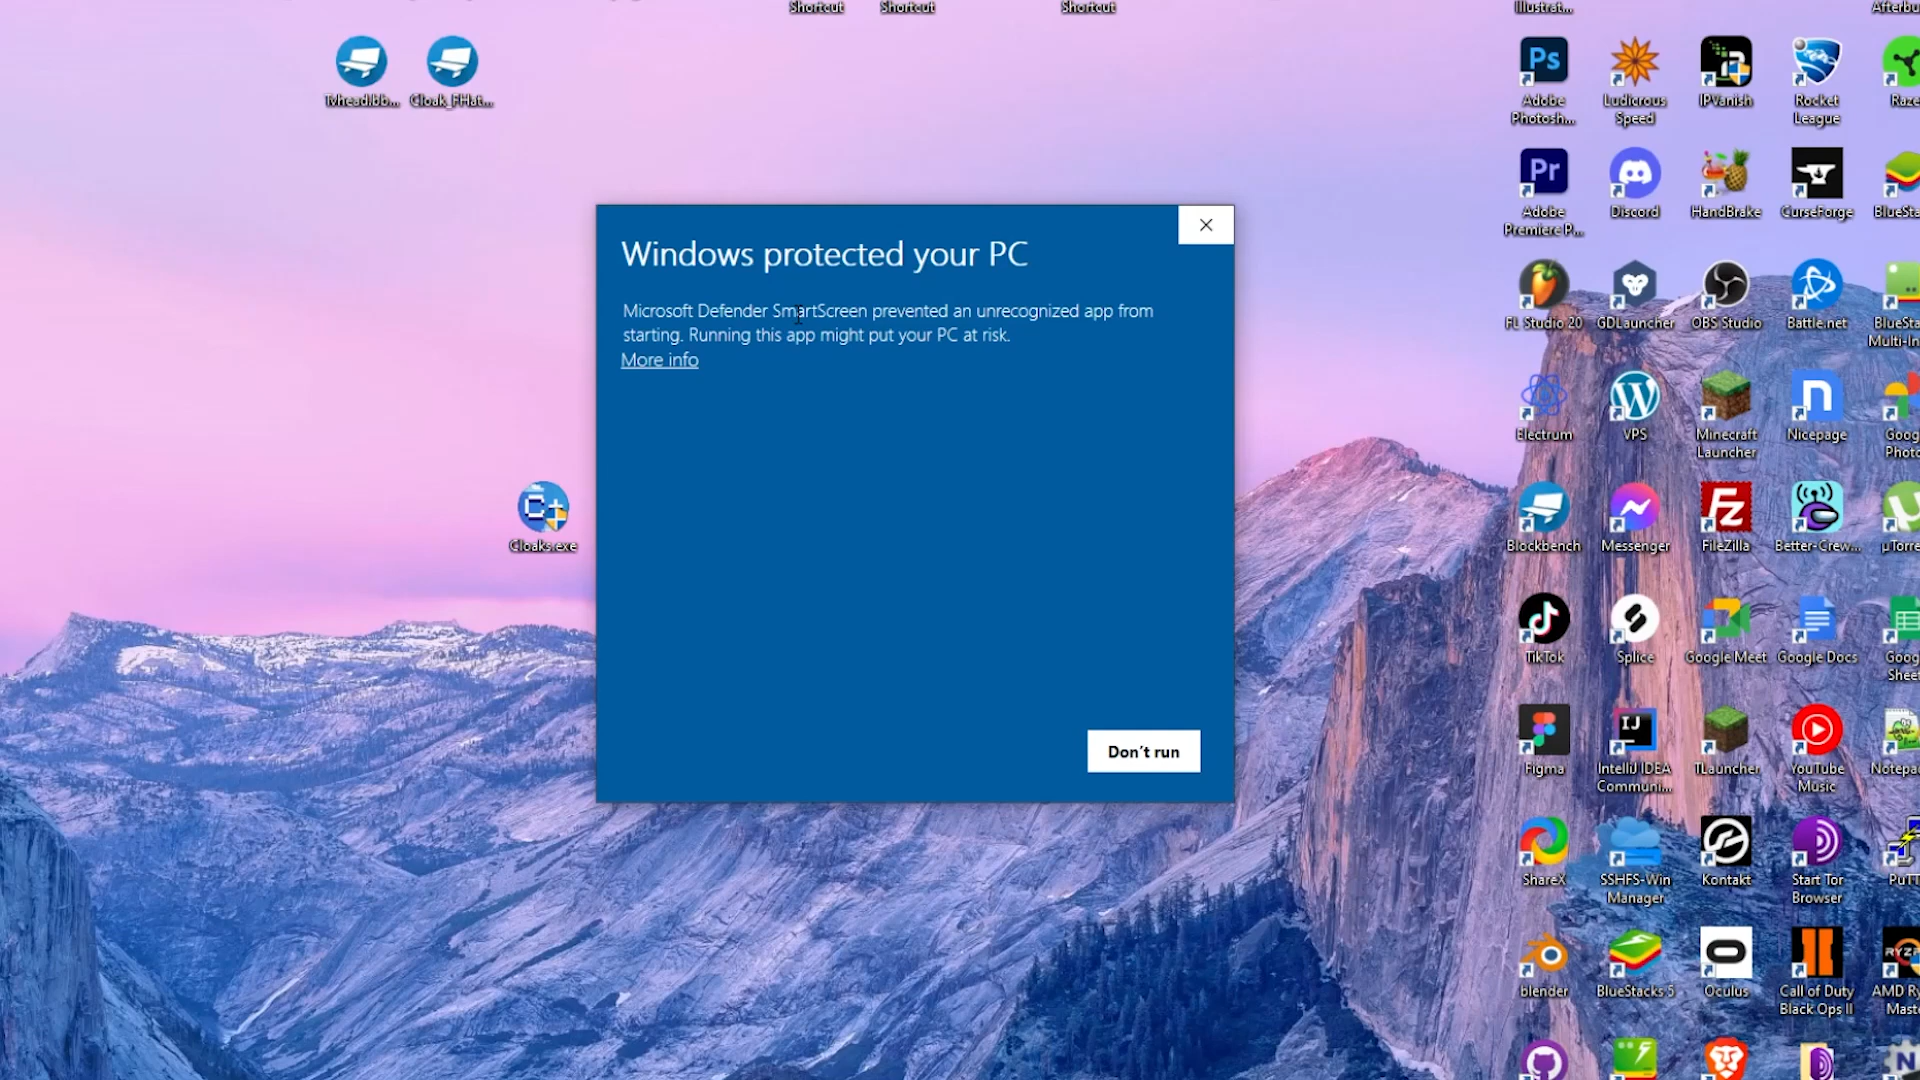 Shortcut
Shortcut
Shortcut
Illustrat...
Afterbu
Tvhead.bb...
Cloak_FHat...
Adobe
Photosh...
Ludicrous
Speed
IPVanish
Rocket
League
Raze
Windows protected your PC
Microsoft Defender SmartScreen prevented an unrecognized app from
starting. Running this app might put your PC at risk.
More info
Don't run
Cloaks.exe
Adobe
Premiere P...
Discord
HandBrake
CurseForge
BlueSta
FL Studio 20
GDLauncher
OBS Studio
Battle.net
BlueSta
Multi-In
Electrum
VPS
Minecraft
Launcher
Nicepage
Goog
Photo
Blockbench
Messenger
FileZilla
Better-Crew...
µTorre
TikTok
Splice
Google Meet
Google Docs
Goog
Sheet
Figma
IntelliJ IDEA
Communi...
TLauncher
YouTube
Music
Notepa
ShareX
SSHFS-Win
Manager
Kontakt
Start Tor
Browser
PuTT
blender
BlueStacks 5
Oculus
Call of Duty
Black Ops II
AMD Ry
Mast